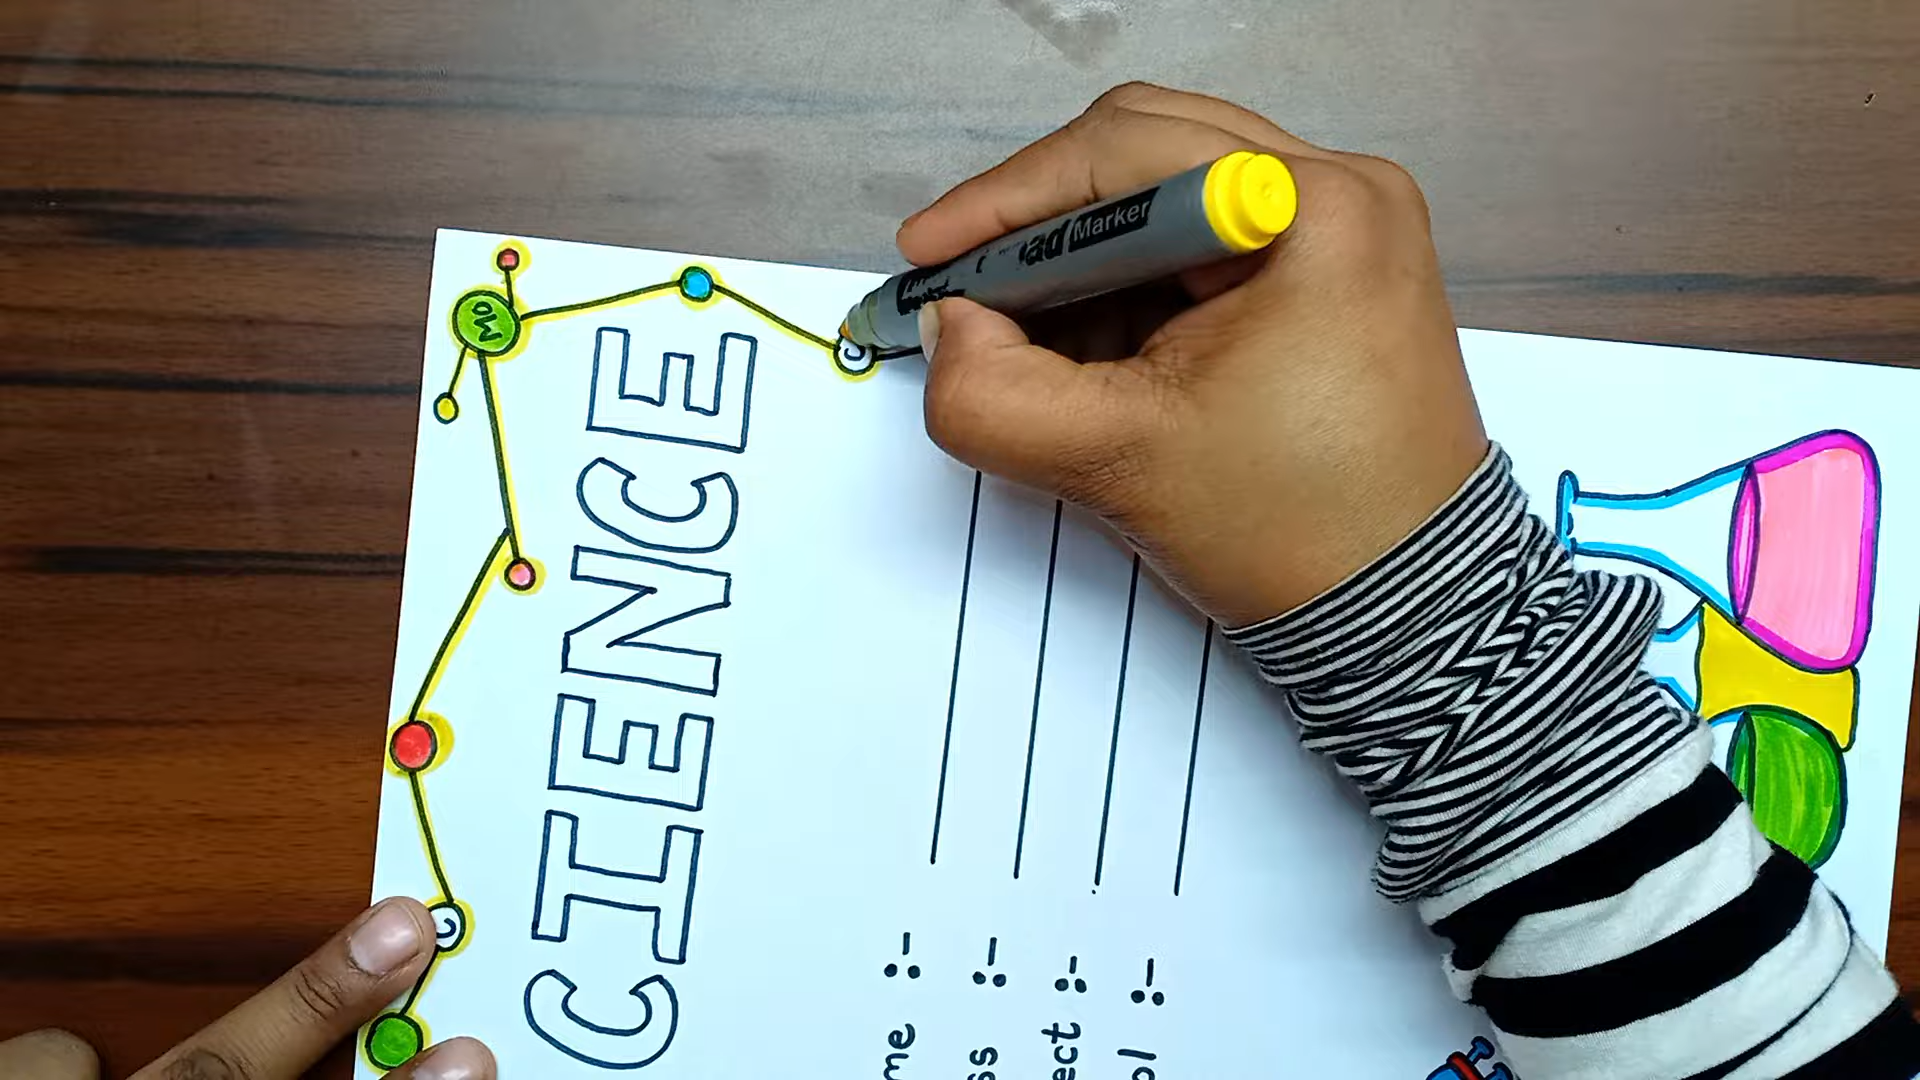 Mo
C
C
CIENCE
me :-
ss :-
ect :-
ol :-
Marker